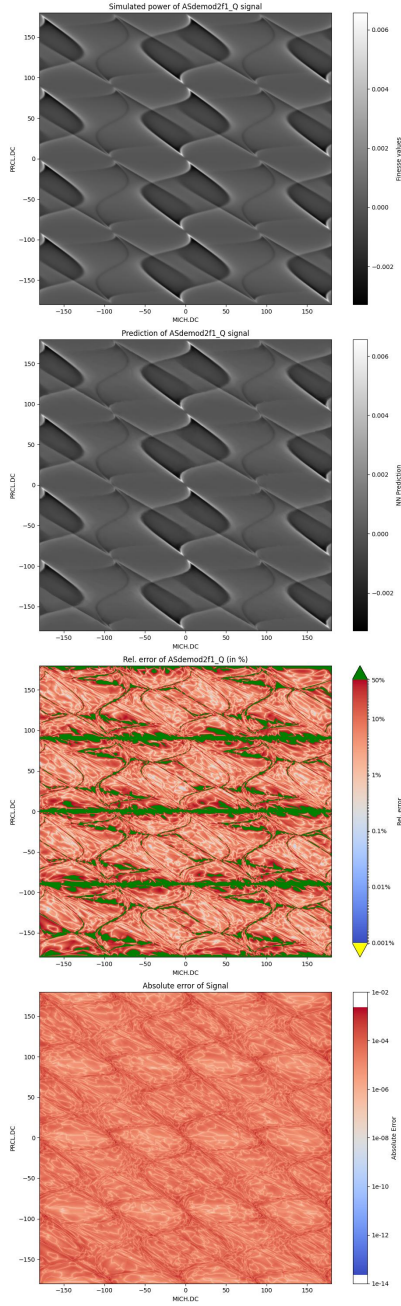 Simulated power of ASdemod2f1_Q signal
150
100
50
0
−50
−100
−150
PRCL.DC
−150 −100 −50 0 50 100 150
MICH.DC
0.006
0.004
0.002
0.000
−0.002
Finesse values
Prediction of ASdemod2f1_Q signal
150
100
50
0
−50
−100
−150
PRCL.DC
−150 −100 −50 0 50 100 150
MICH.DC
0.006
0.004
0.002
0.000
−0.002
NN Prediction
Rel. error of ASdemod2f1_Q (in %)
150
100
50
0
−50
−100
−150
PRCL.DC
−150 −100 −50 0 50 100 150
MICH.DC
50%
10%
1%
0.1%
0.01%
0.001%
Rel. error
Absolute error of Signal
150
100
50
0
−50
−100
−150
PRCL.DC
−150 −100 −50 0 50 100 150
MICH.DC
1e-02
1e-04
1e-06
1e-08
1e-10
1e-12
1e-14
Absolute Error